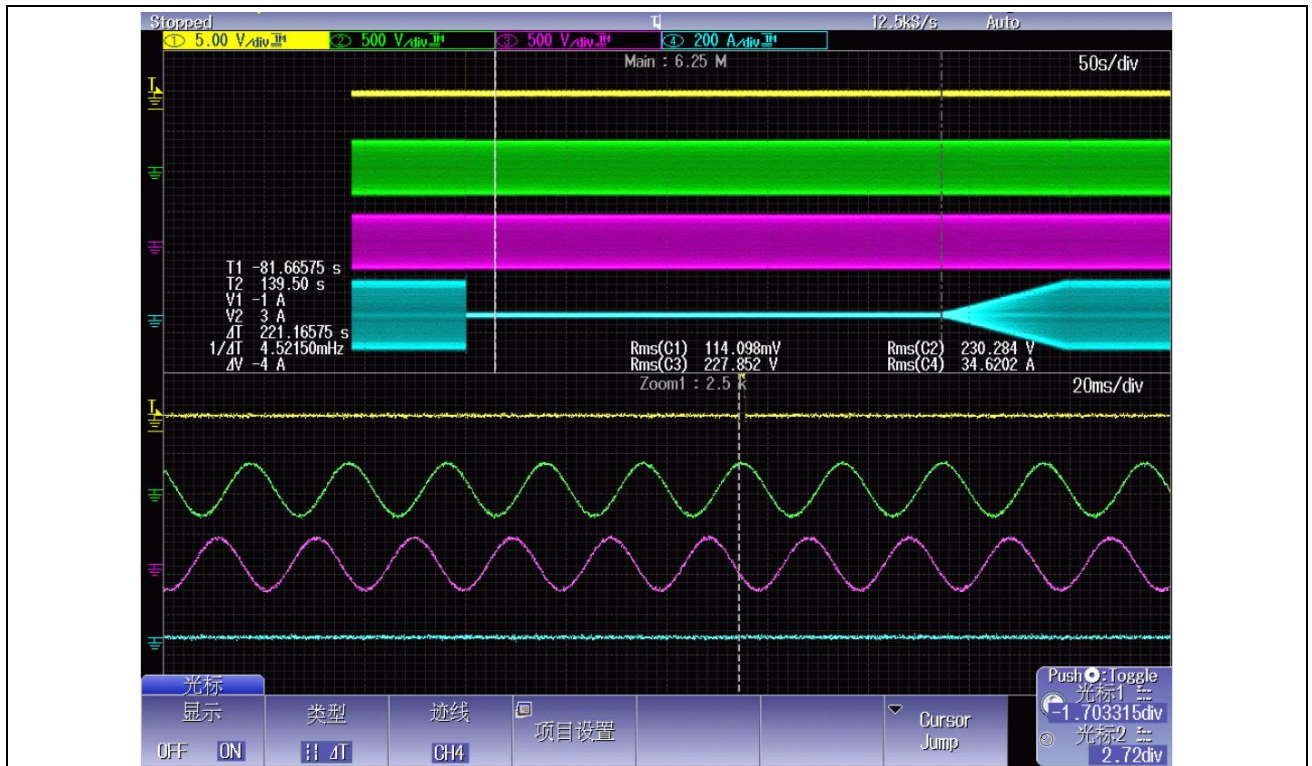 Stopped 12.5kS/s Auto
① 5.00 V/div 1M ② 500 V/div 1M ③ 500 V/div 1M ④ 200 A/div 1M
Main : 6.25 M 50s/div
T1 -81.66575 s
T2 139.50 s
V1 -1 A
V2 3 A
ΔT 221.16575 s
1/ΔT 4.52150mHz
ΔV -4 A
Rms(C1) 114.098mV Rms(C2) 230.284 V
Rms(C3) 227.852 V Rms(C4) 34.6202 A
Zoom1 : 2.5 K 20ms/div
光标
显示 类型 迹线 项目设置 Cursor Jump
OFF ON ΔT CH4
Push :Toggle
光标1
-1.703315div
光标2
2.72div